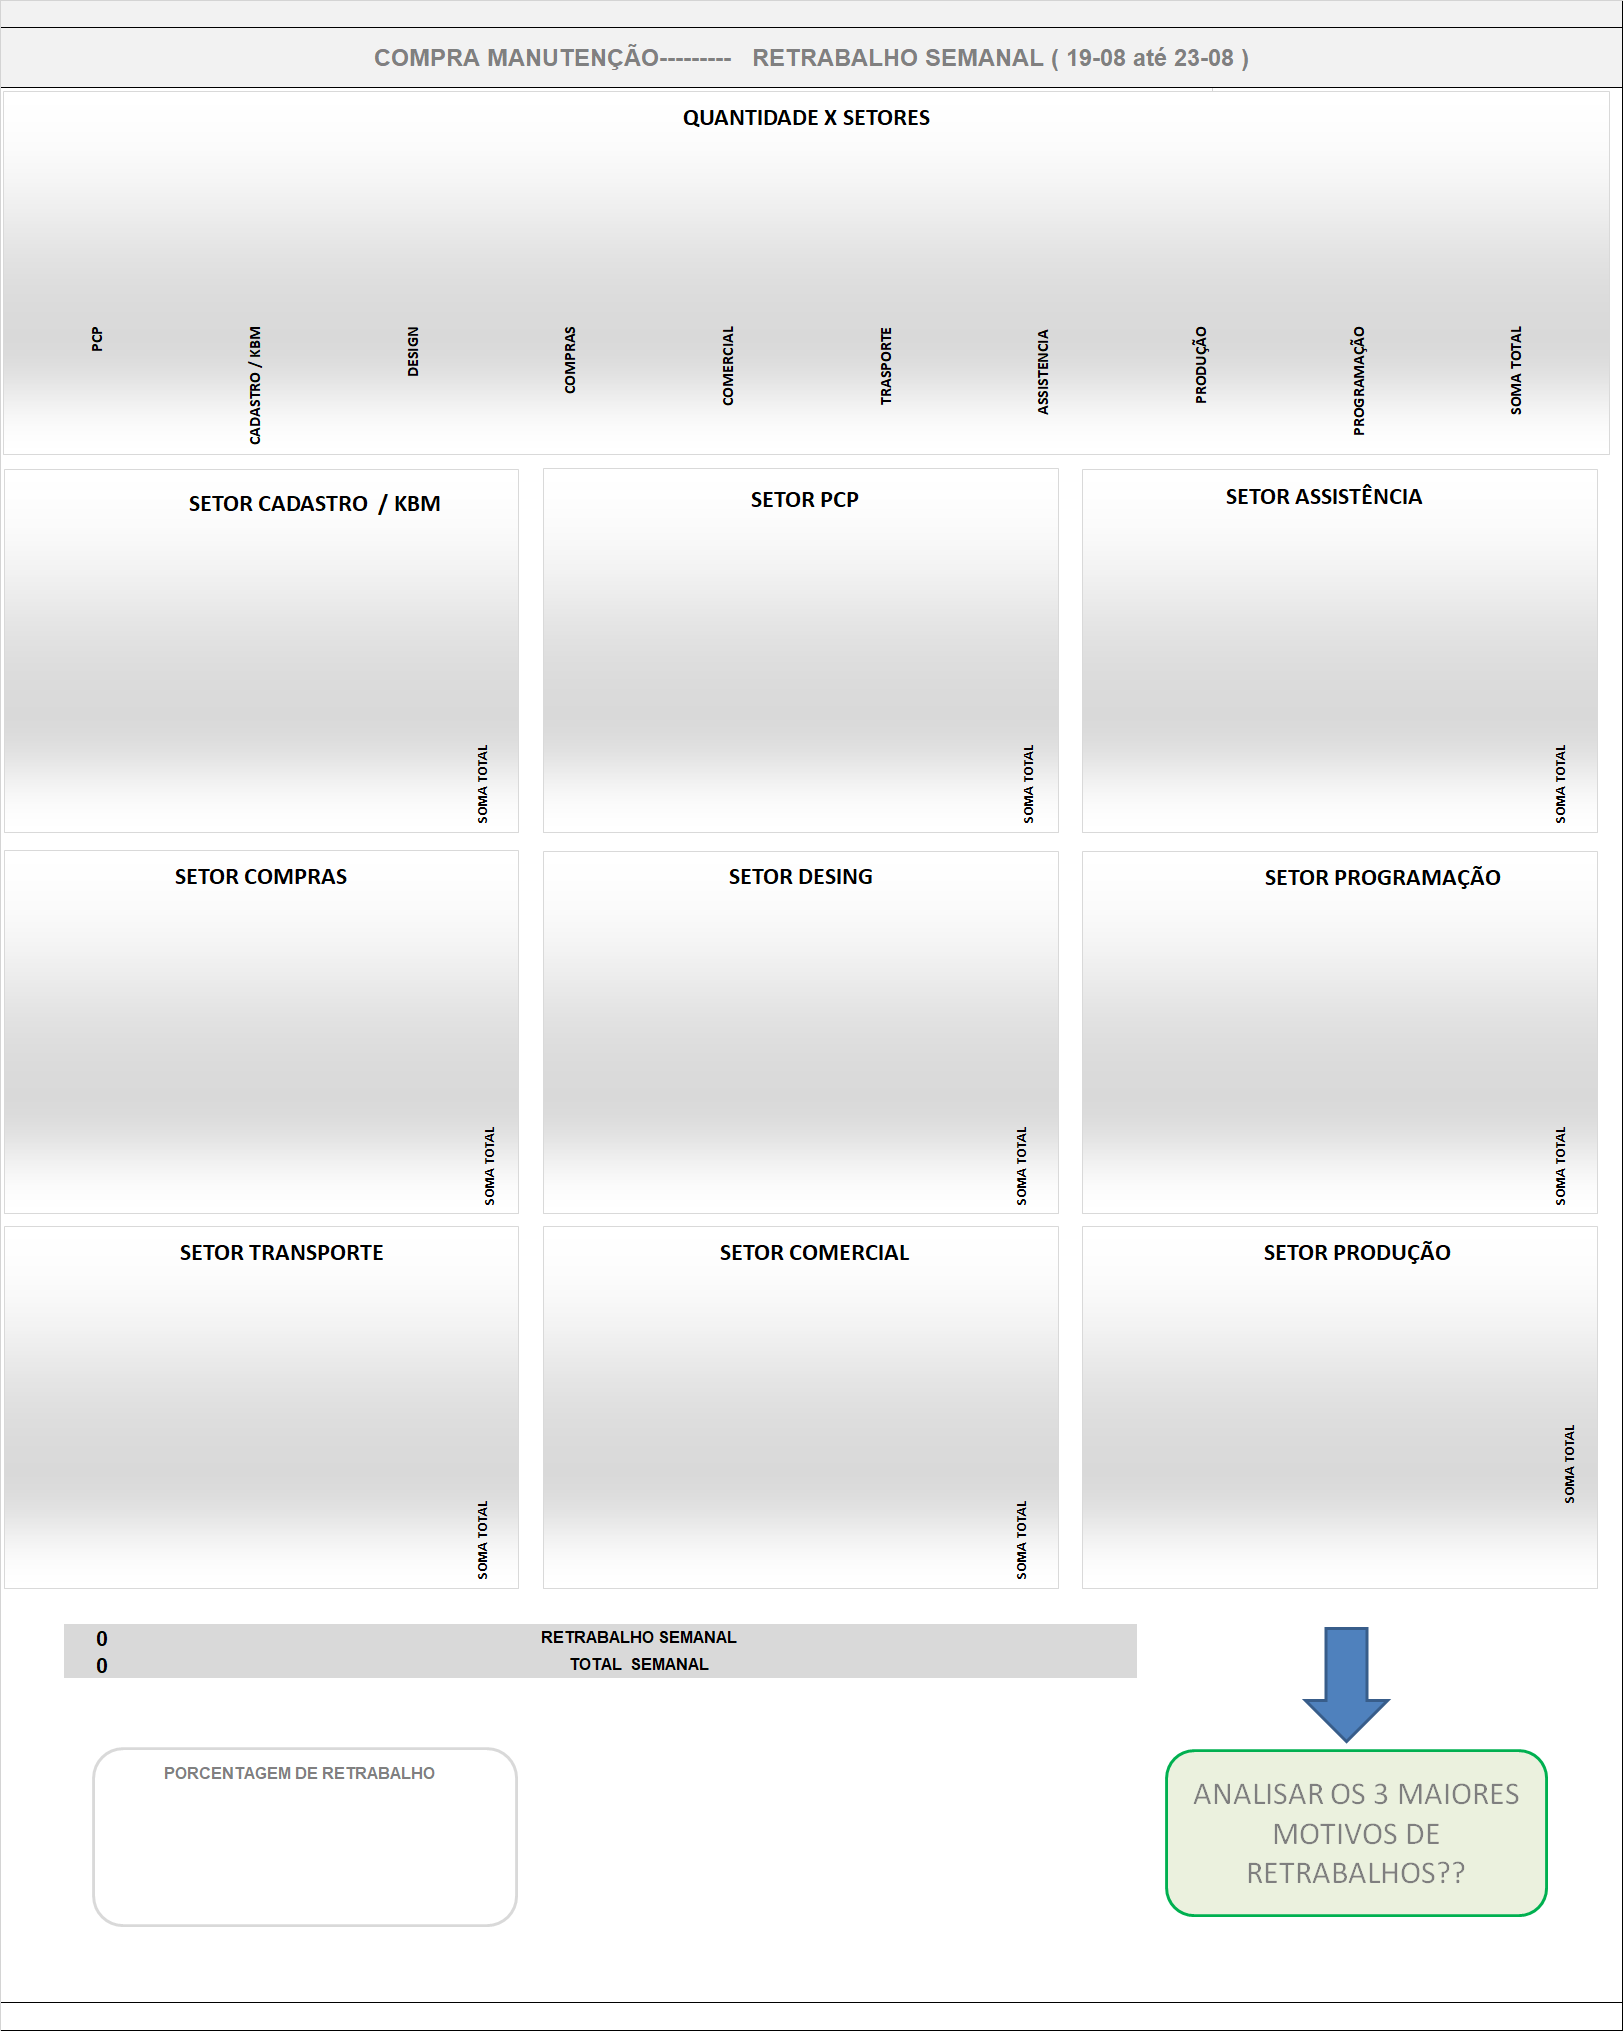 COMPRA MANUTENÇÃO---------   RETRABALHO SEMANAL ( 19-08 até 23-08 )
QUANTIDADE X SETORES
PCP
CADASTRO / KBM
DESIGN
COMPRAS
COMERCIAL
TRASPORTE
ASSISTENCIA
PRODUÇÃO
PROGRAMAÇÃO
SOMA TOTAL
SETOR CADASTRO  / KBM
SOMA TOTAL
SETOR PCP
SOMA TOTAL
SETOR ASSISTÊNCIA
SOMA TOTAL
SETOR COMPRAS
SOMA TOTAL
SETOR DESING
SOMA TOTAL
SETOR PROGRAMAÇÃO
SOMA TOTAL
SETOR TRANSPORTE
SOMA TOTAL
SETOR COMERCIAL
SOMA TOTAL
SETOR PRODUÇÃO
SOMA TOTAL
0 RETRABALHO SEMANAL
0 TOTAL  SEMANAL
PORCENTAGEM DE RETRABALHO
ANALISAR OS 3 MAIORES
MOTIVOS DE
RETRABALHOS??